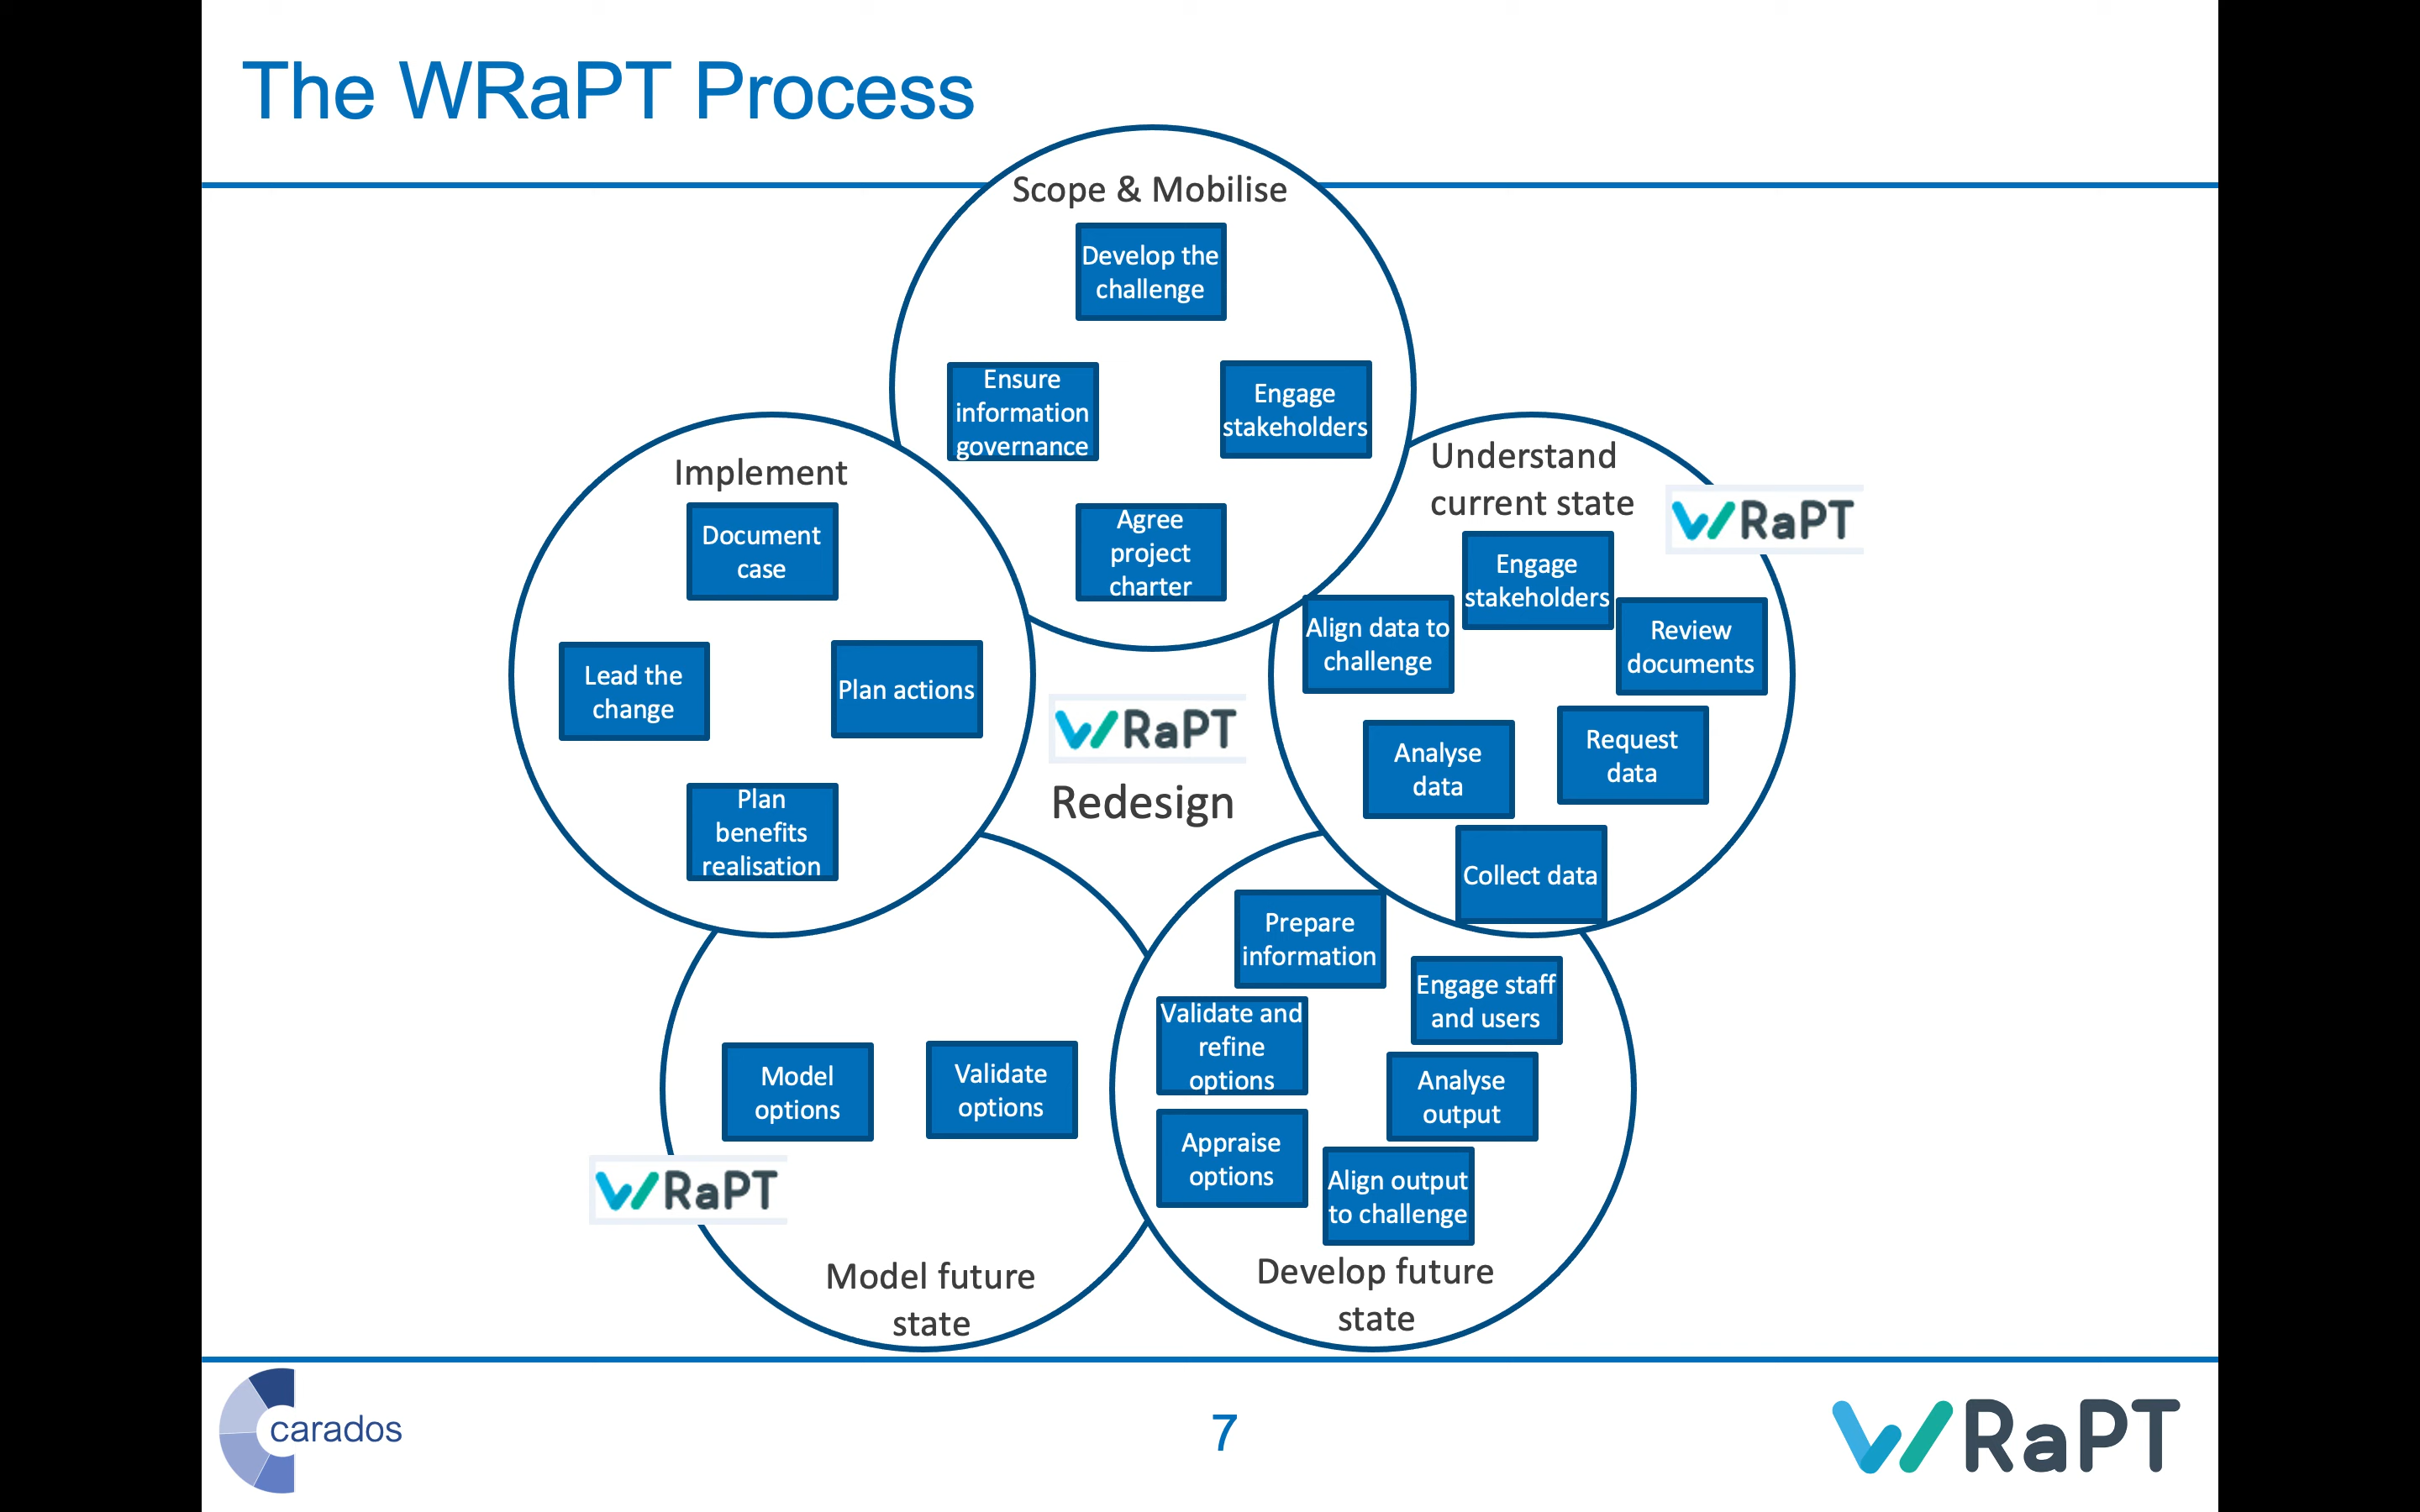 The WRaPT Process
Scope & Mobilise
Develop the
challenge
Ensure
information
governance
Engage
stakeholders
Agree
project
charter
Understand
current state
WRaPT
Engage
stakeholders
Review
documents
Request
data
Collect data
Analyse
data
Align data to
challenge
Implement
Document
case
Lead the
change
Plan actions
Plan
benefits
realisation
WRaPT
Redesign
Prepare
information
Engage staff
and users
Analyse
output
Align output
to challenge
Appraise
options
Validate and
refine
options
Develop future
state
Model
options
Validate
options
WRaPT
Model future
state
carados
7
WRaPT